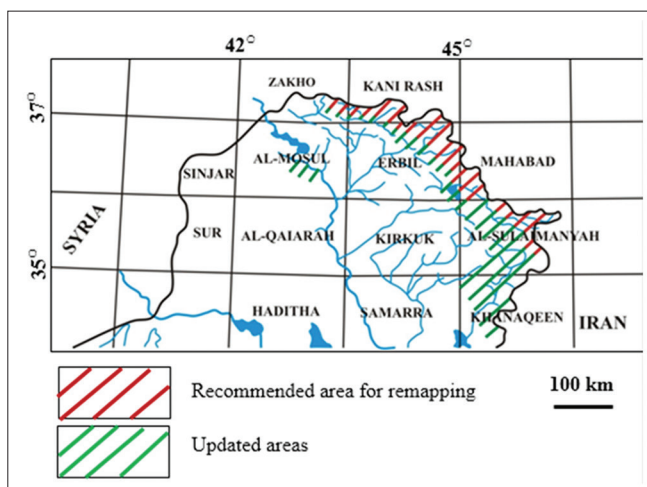 42° 45°
ZAKHO KANI RASH
37°
AL-MOSUL ERBIL MAHABAD
SINJAR
SYRIA
SUR AL-QAIARAH KIRKUK AL-SULAIMANYAH
35°
HADITHA SAMARRA KHANAQEEN IRAN
Recommended area for remapping
100 km
Updated areas